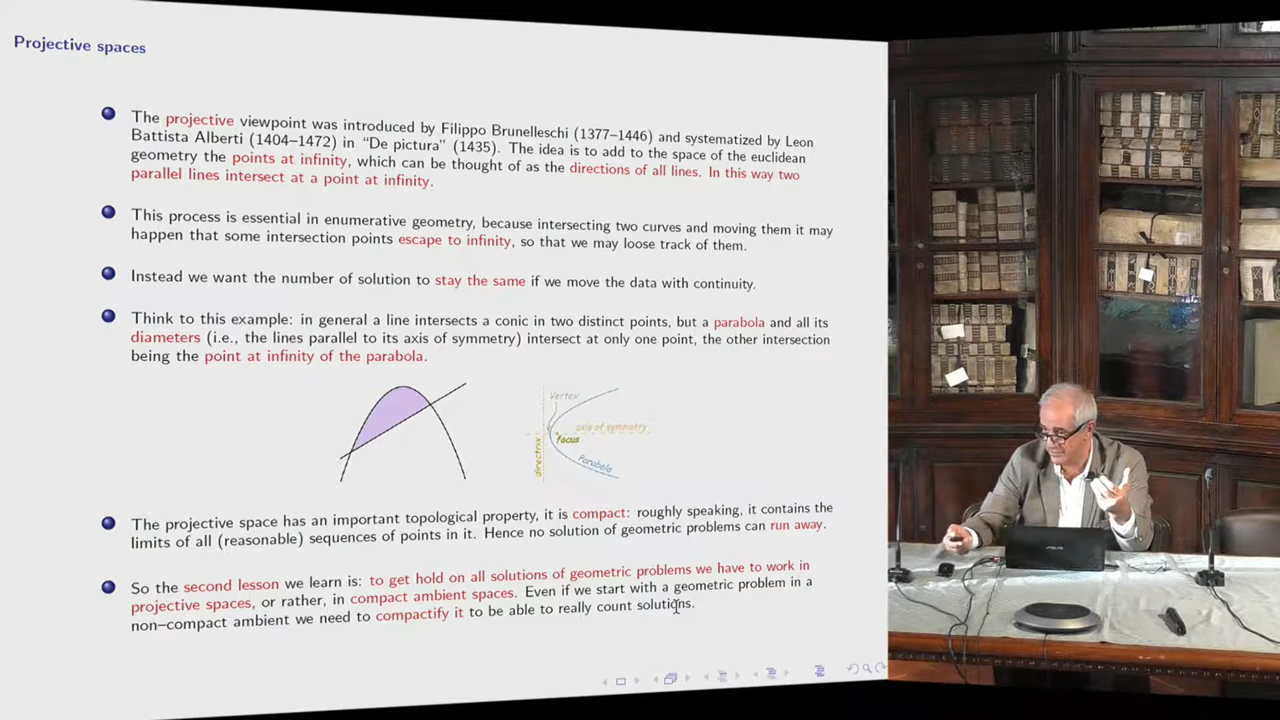 Projective spaces
The projective viewpoint was introduced by Filippo Brunelleschi (1377–1446) and systematized by Leon
Battista Alberti (1404–1472) in “De pictura” (1435). The idea is to add to the space of the euclidean
geometry the points at infinity, which can be thought of as the directions of all lines. In this way two
parallel lines intersect at a point at infinity.
This process is essential in enumerative geometry, because intersecting two curves and moving them it may
happen that some intersection points escape to infinity, so that we may loose track of them.
Instead we want the number of solution to stay the same if we move the data with continuity.
Think to this example: in general a line intersects a conic in two distinct points, but a parabola and all its
diameters (i.e., the lines parallel to its axis of symmetry) intersect at only one point, the other intersection
being the point at infinity of the parabola.
Vertex
axis of symmetry
focus
directrix
Parabola
The projective space has an important topological property, it is compact: roughly speaking, it contains the
limits of all (reasonable) sequences of points in it. Hence no solution of geometric problems can run away.
So the second lesson we learn is: to get hold on all solutions of geometric problems we have to work in
projective spaces, or rather, in compact ambient spaces. Even if we start with a geometric problem in a
non–compact ambient we need to compactify it to be able to really count solutions.
ASUS